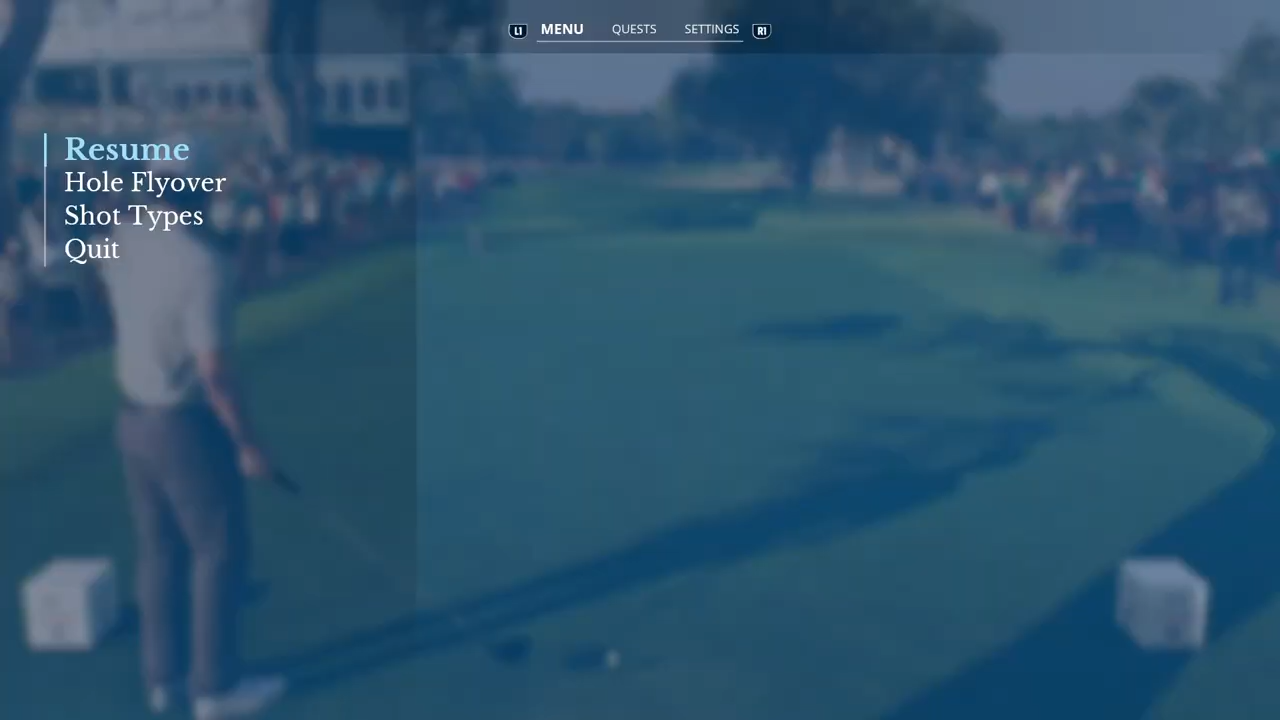 L1 MENU QUESTS SETTINGS R1
Resume
Hole Flyover
Shot Types
Quit